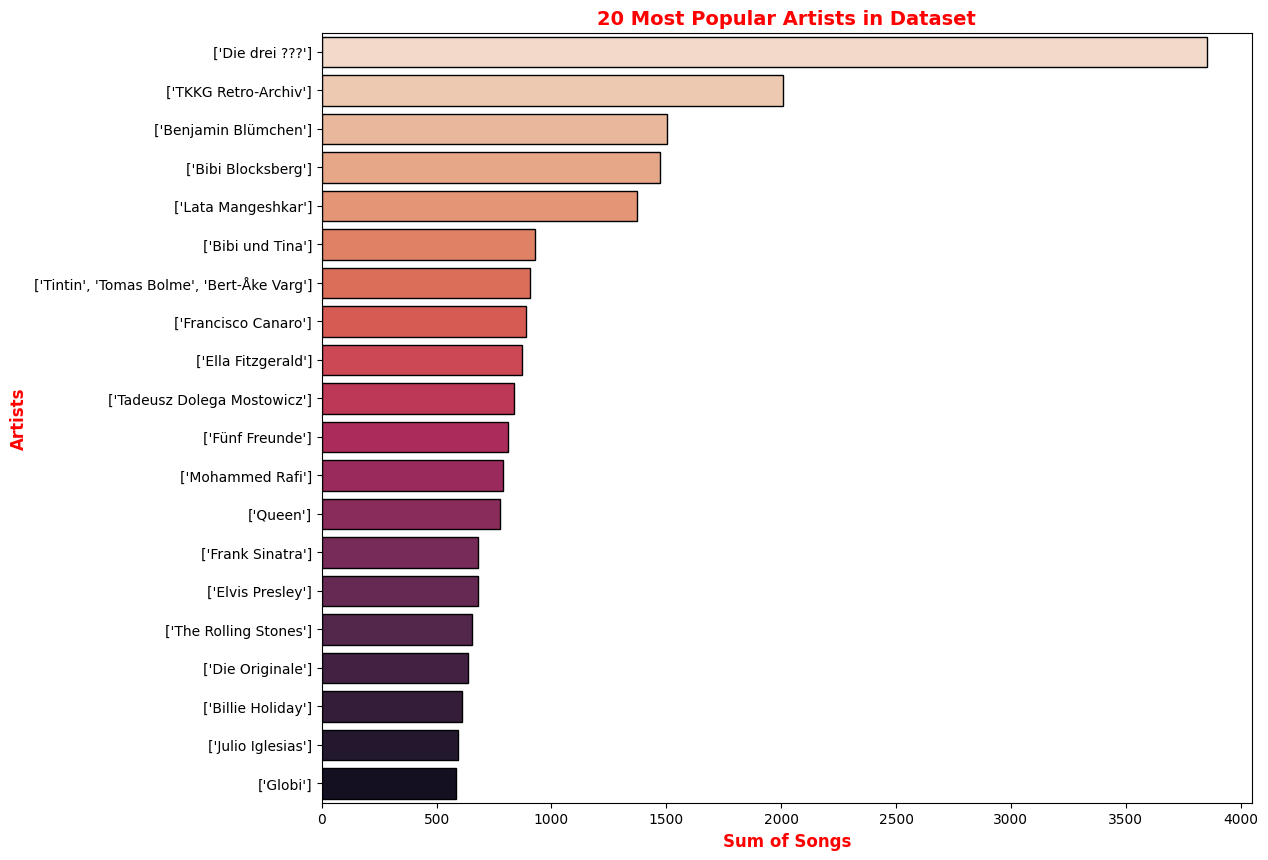 20 Most Popular Artists in Dataset
['Die drei ???']
['TKKG Retro-Archiv']
['Benjamin Blümchen']
['Bibi Blocksberg']
['Lata Mangeshkar']
['Bibi und Tina']
['Tintin', 'Tomas Bolme', 'Bert-Åke Varg']
['Francisco Canaro']
['Ella Fitzgerald']
['Tadeusz Dolega Mostowicz']
['Fünf Freunde']
['Mohammed Rafi']
['Queen']
['Frank Sinatra']
['Elvis Presley']
['The Rolling Stones']
['Die Originale']
['Billie Holiday']
['Julio Iglesias']
['Globi']
Artists
0 500 1000 1500 2000 2500 3000 3500 4000
Sum of Songs